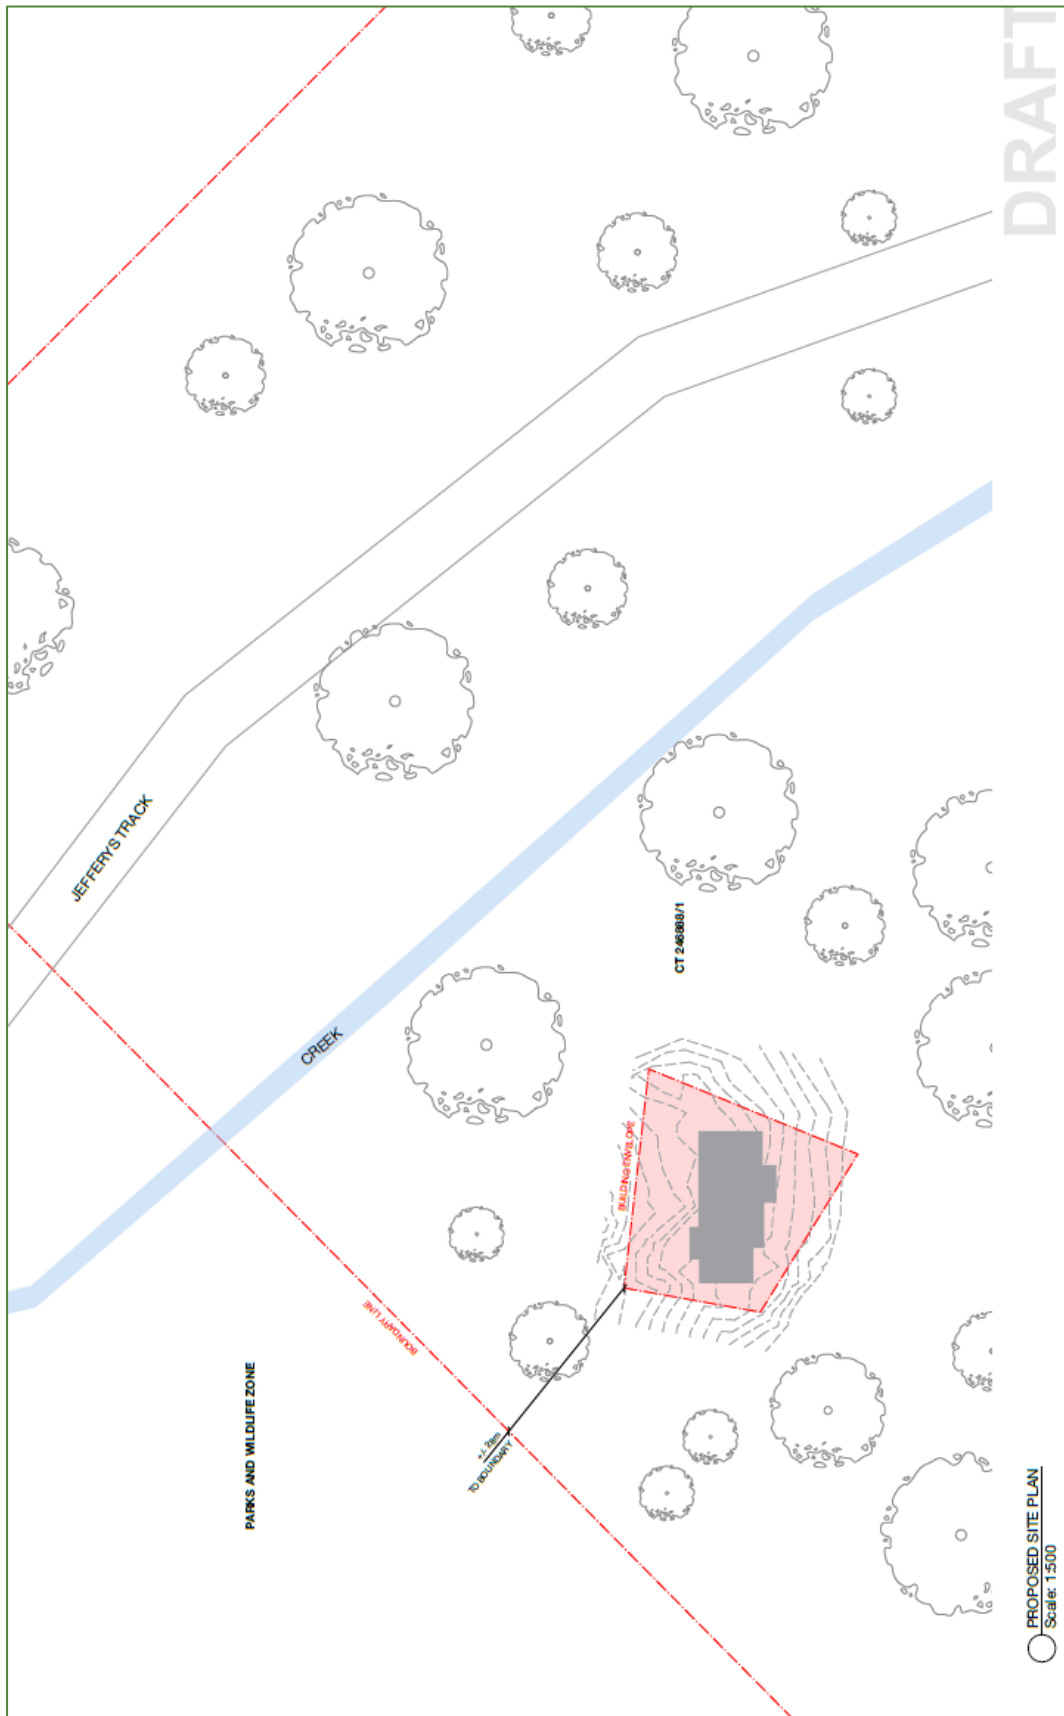 DRAFT
JEFFERYS TRACK
CREEK
CT 246888/1
BUILDING ENVELOPE
BOUNDARY LINE
PARKS AND WILDLIFE ZONE
+/- 28m
TO BOUNDARY
PROPOSED SITE PLAN
Scale: 1:500